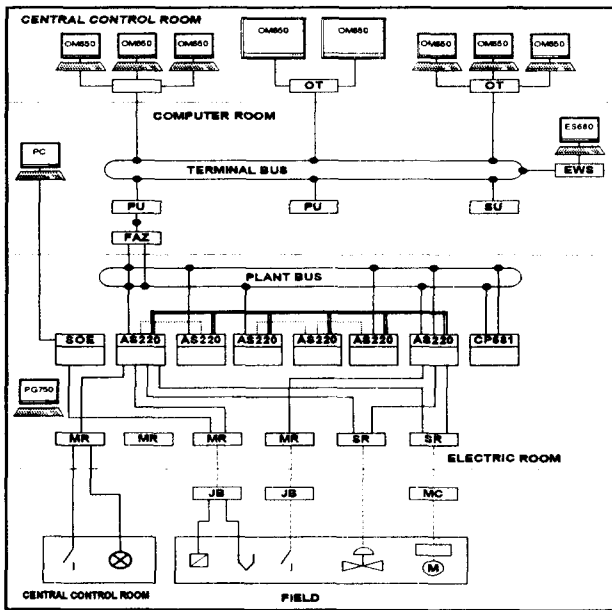 CENTRAL CONTROL ROOM
OM650 OM650 OM650 OM650 OM650 OM650 OM650 OM650
OT OT
COMPUTER ROOM
PC
ES680
TERMINAL BUS
EWS
PU PU SU
FAZ
PLANT BUS
SOE AS220 AS220 AS220 AS220 AS220 AS220 CP581
PG750
MR MR MR MR SR SR
ELECTRIC ROOM
JB JB MC
M
CENTRAL CONTROL ROOM
FIELD